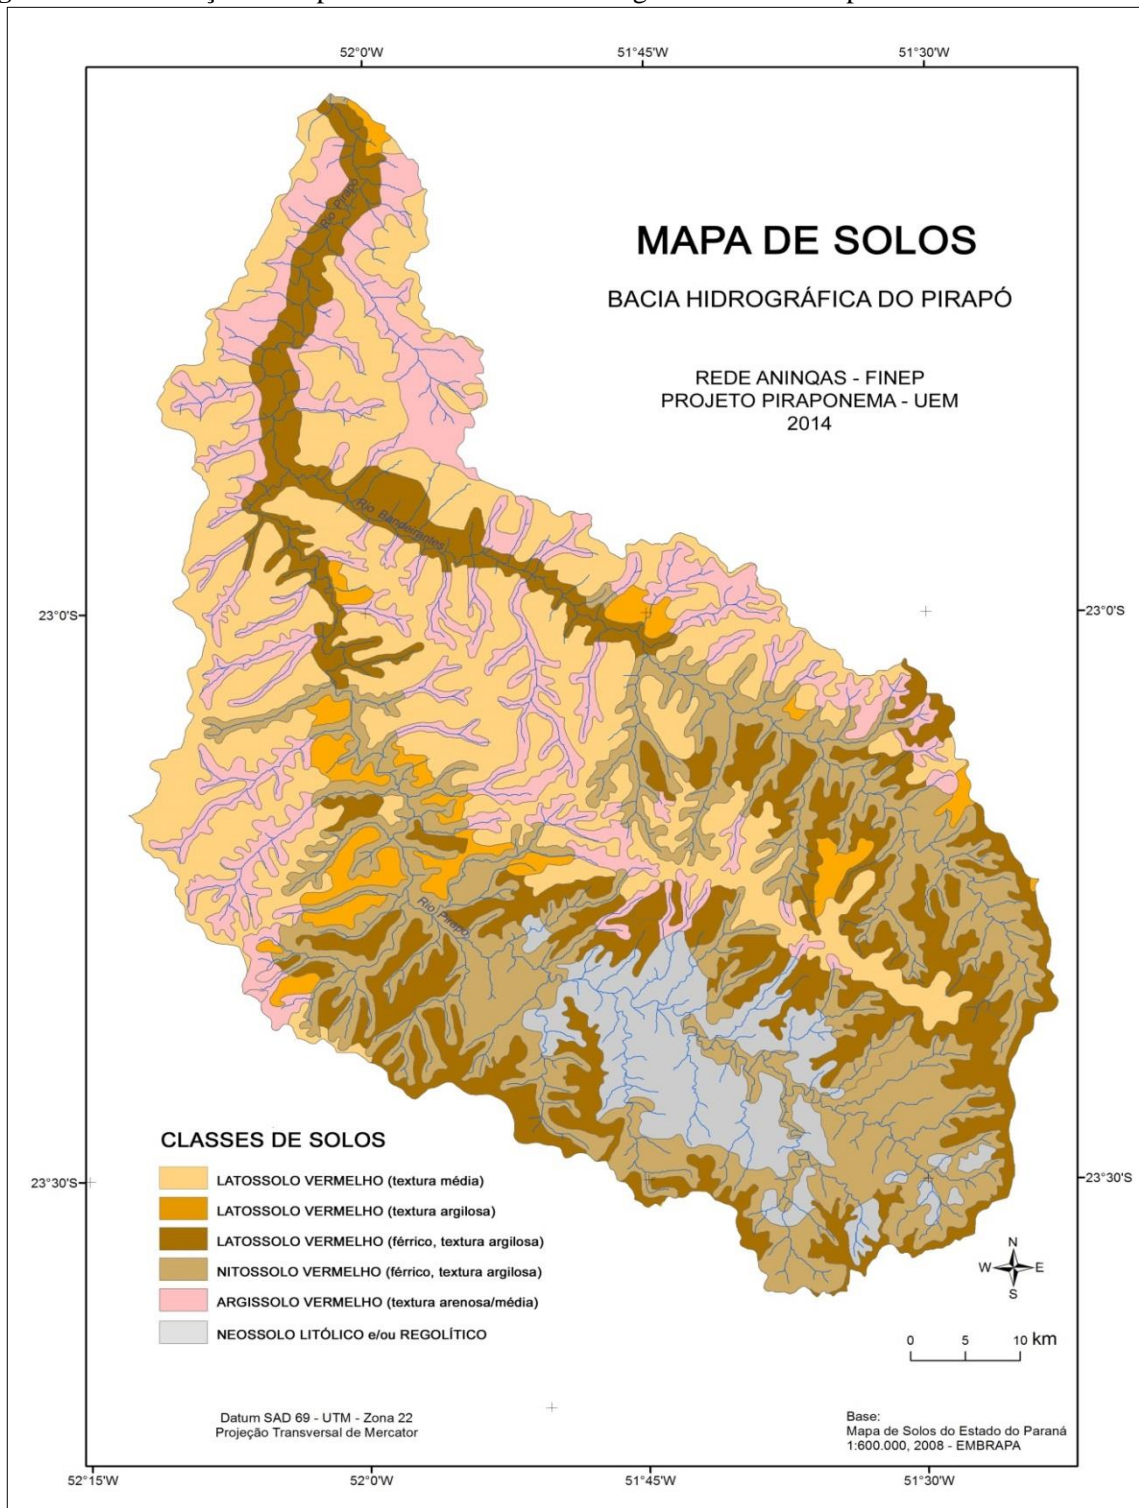 52°0'W 51°45'W 51°30'W
MAPA DE SOLOS
BACIA HIDROGRÁFICA DO PIRAPÓ
REDE ANINQAS - FINEP
PROJETO PIRAPONEMA - UEM
2014
Rio Pirapó
Rio Bandeirantes
23°0'S 23°0'S
Rio Pirapó
CLASSES DE SOLOS
LATOSSOLO VERMELHO (textura média)
LATOSSOLO VERMELHO (textura argilosa)
LATOSSOLO VERMELHO (férrico, textura argilosa)
NITOSSOLO VERMELHO (férrico, textura argilosa)
ARGISSOLO VERMELHO (textura arenosa/média)
NEOSSOLO LITÓLICO e/ou REGOLÍTICO
23°30'S 23°30'S
N
W E
S
0 5 10 km
Datum SAD 69 - UTM - Zona 22
Projeção Transversal de Mercator
Base:
Mapa de Solos do Estado do Paraná
1:600.000, 2008 - EMBRAPA
52°15'W 52°0'W 51°45'W 51°30'W